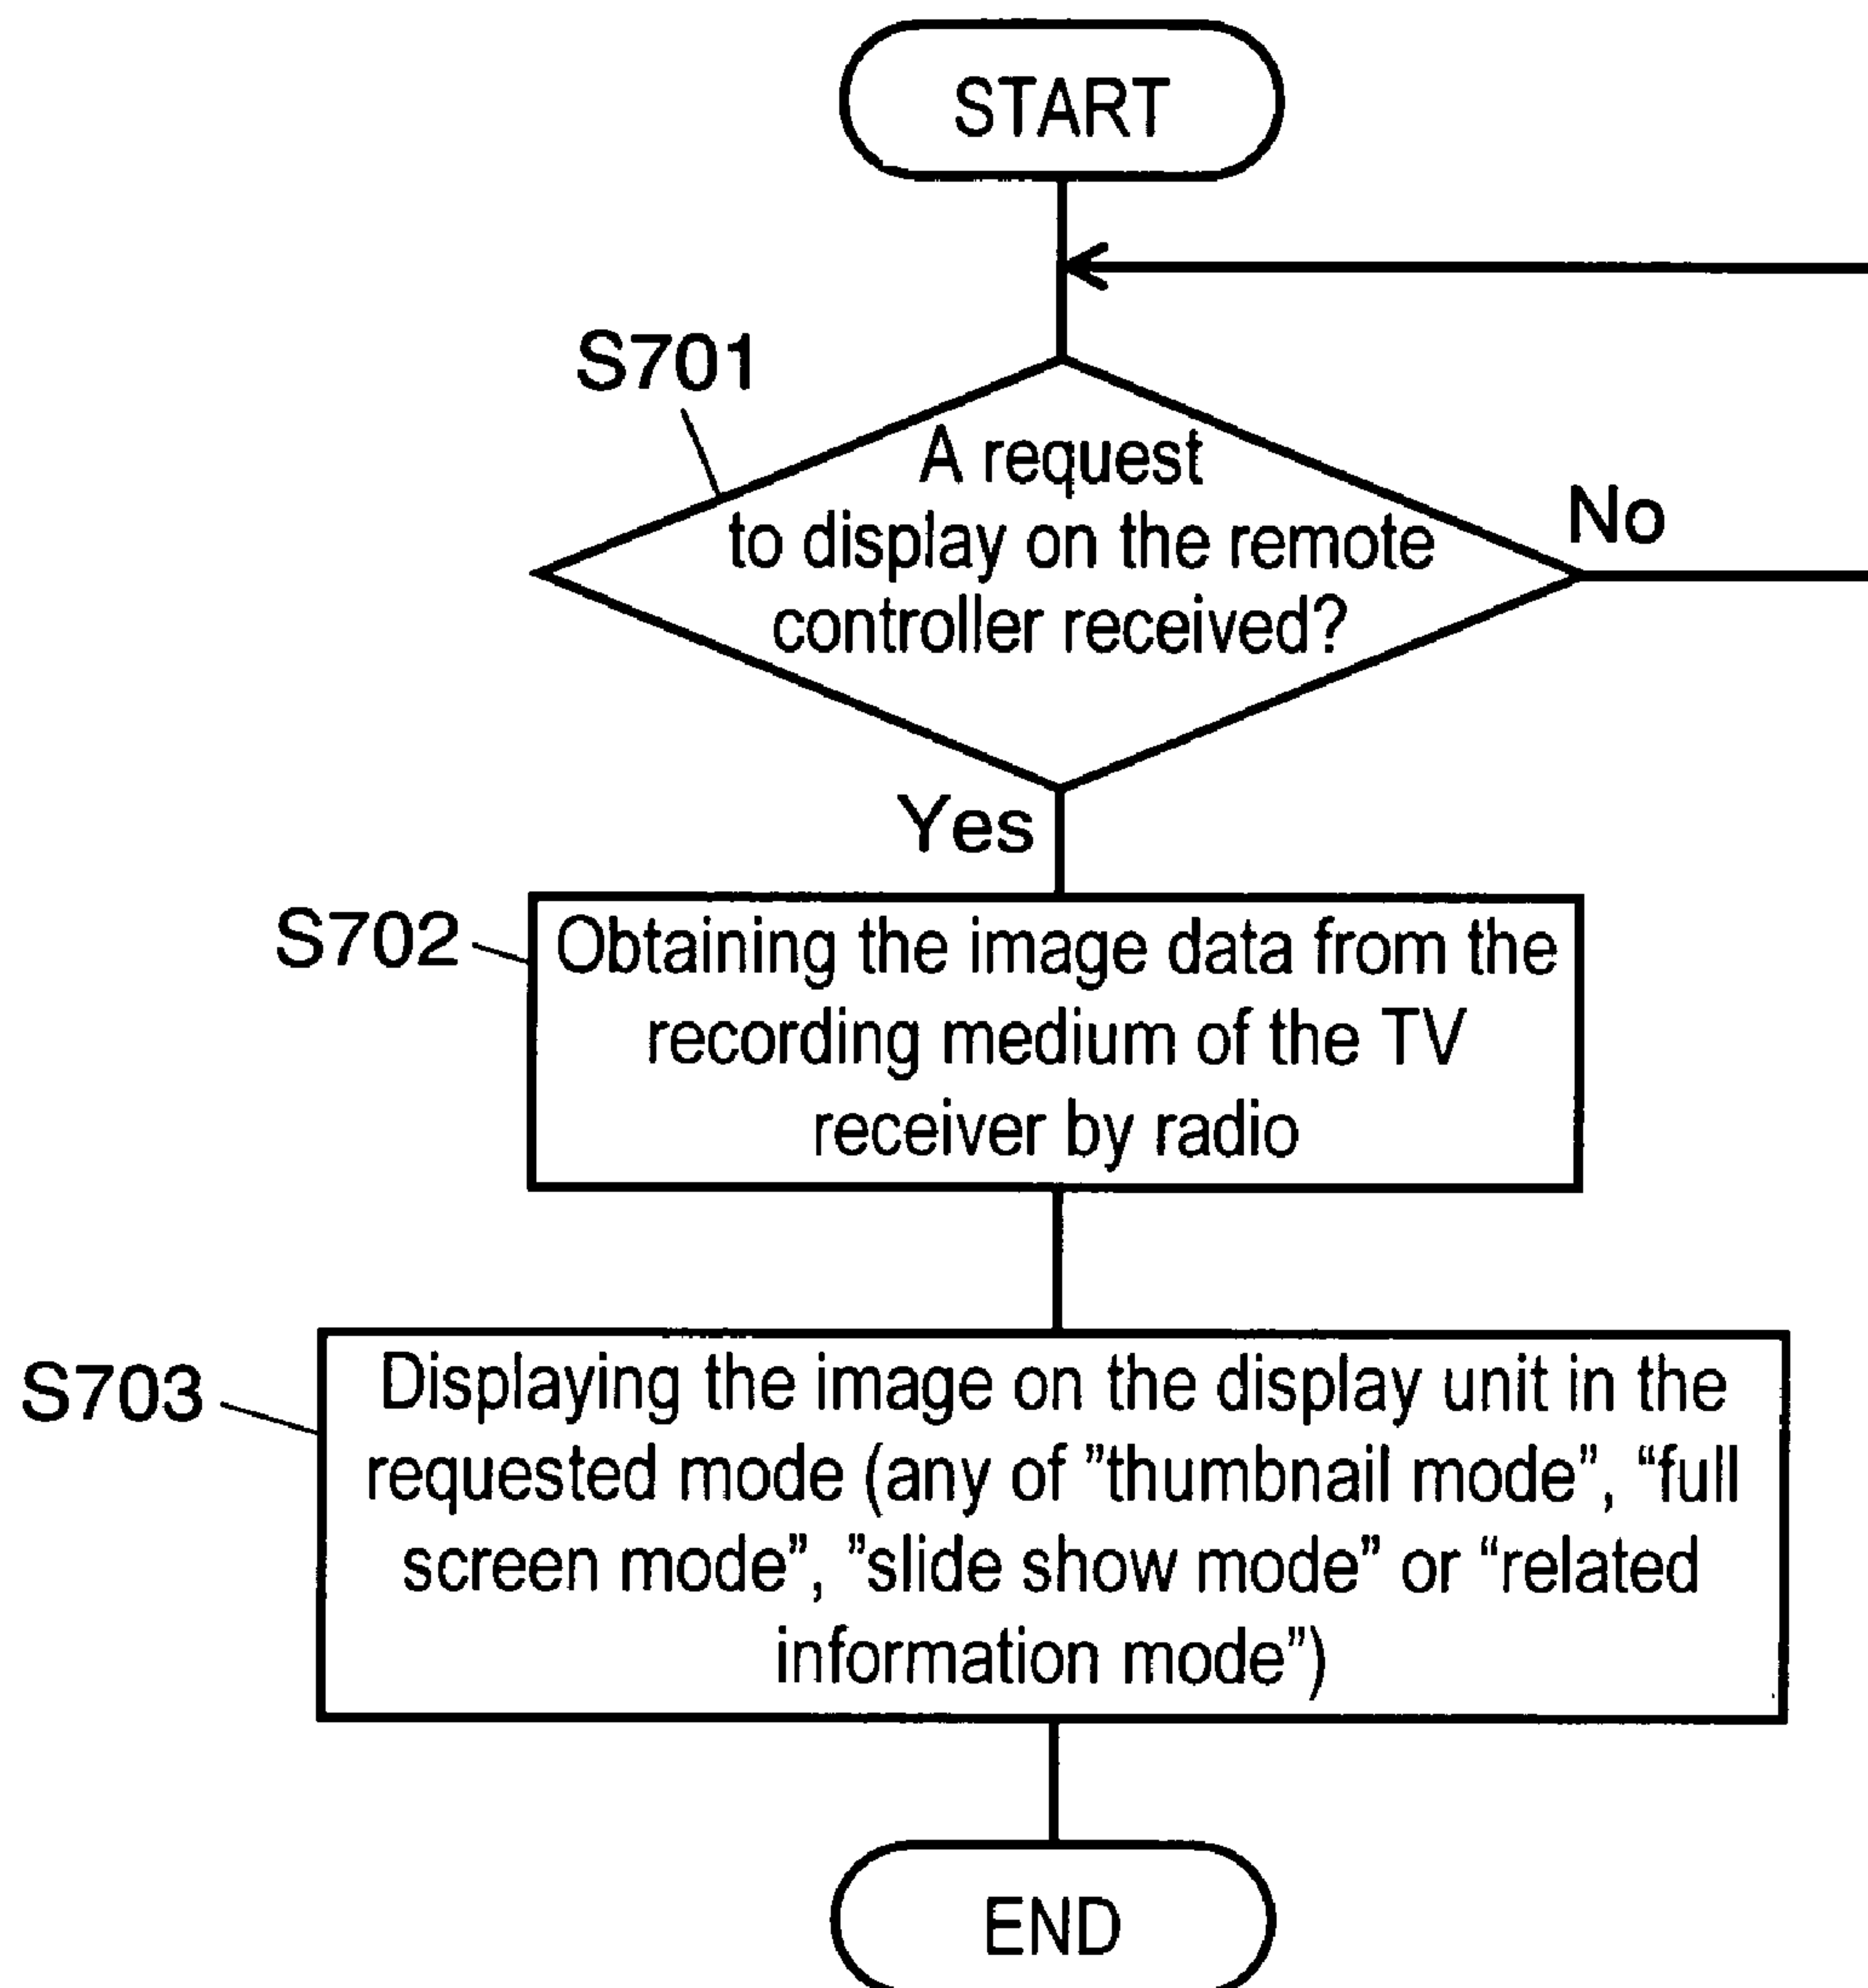 START
S701
A request
to display on the remote
controller received?
No
Yes
S702
Obtaining the image data from the
recording medium of the TV
receiver by radio
S703
Displaying the image on the display unit in the
requested mode (any of ”thumbnail mode”, “full
screen mode”, ”slide show mode” or “related
information mode”)
END